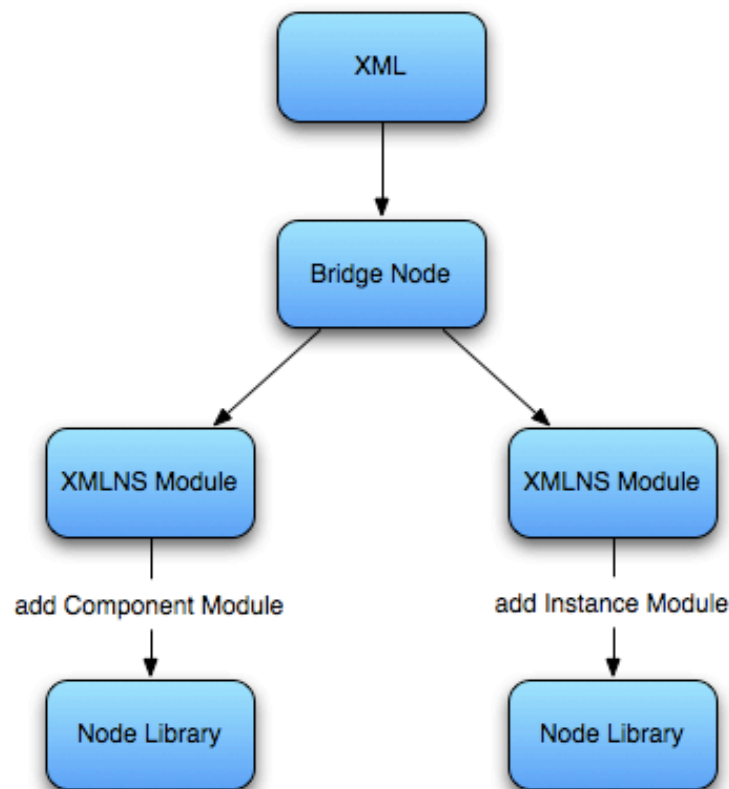 XML
Bridge Node
XMLNS Module
XMLNS Module
add Component Module
add Instance Module
Node Library
Node Library